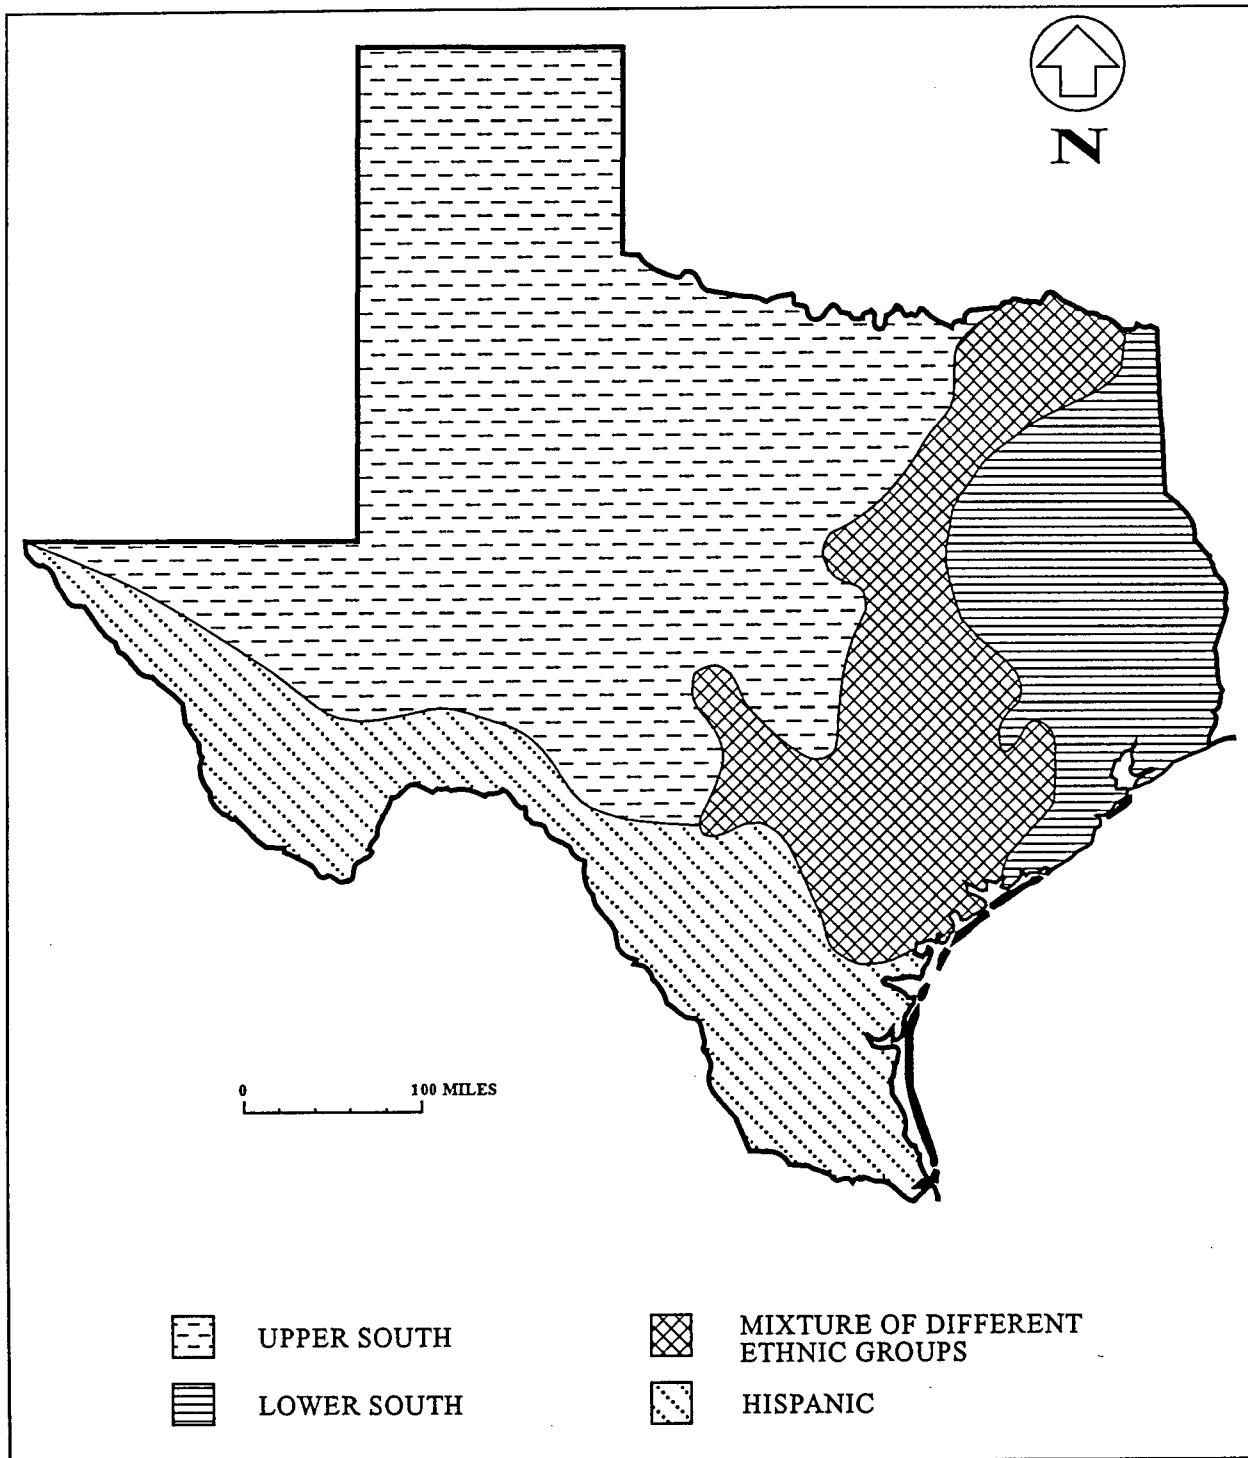 N
0 100 MILES
UPPER SOUTH
LOWER SOUTH
MIXTURE OF DIFFERENT
ETHNIC GROUPS
HISPANIC